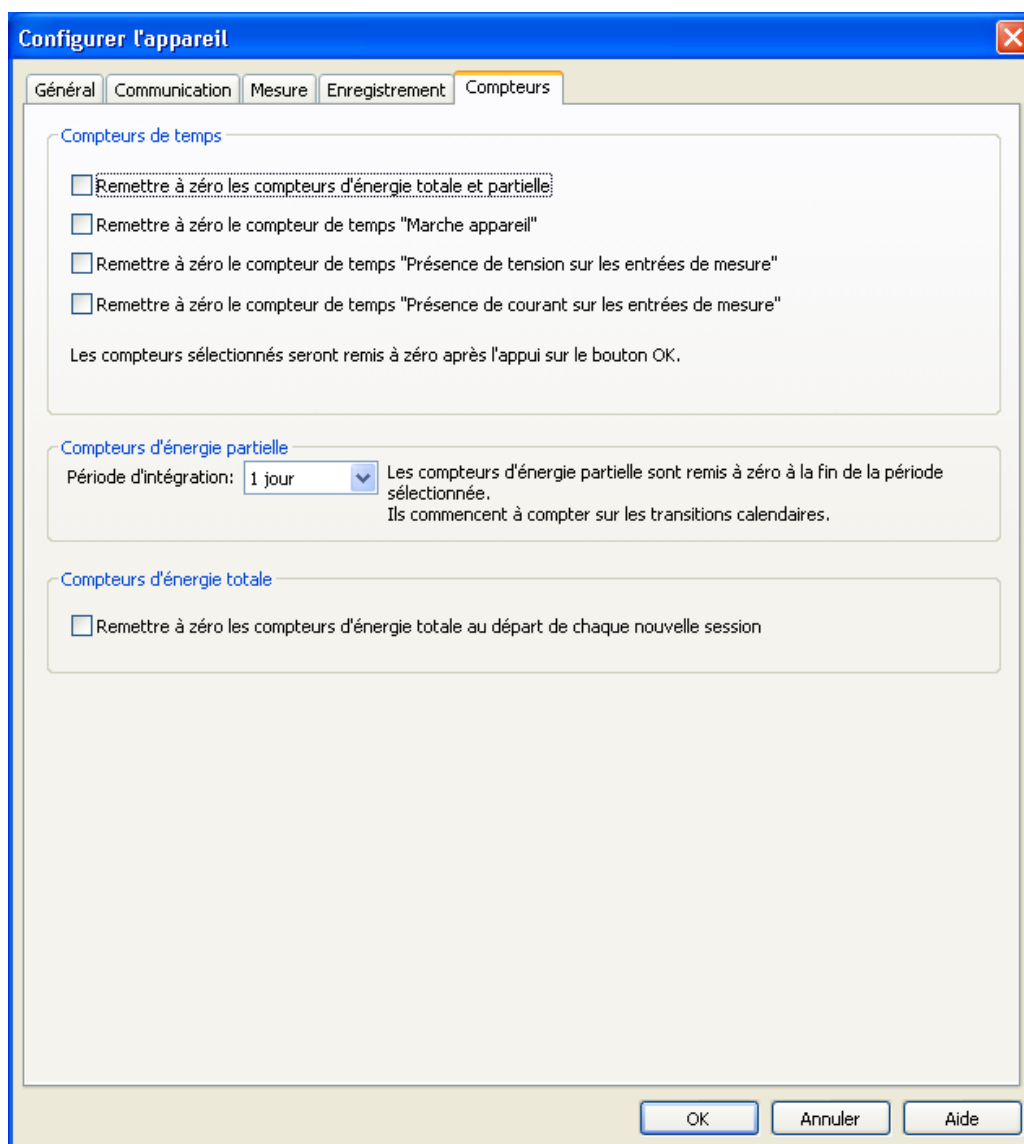 Configurer l'appareil
Général
Communication
Mesure
Enregistrement
Compteurs
Compteurs de temps
Remettre à zéro les compteurs d'énergie totale et partielle
Remettre à zéro le compteur de temps "Marche appareil"
Remettre à zéro le compteur de temps "Présence de tension sur les entrées de mesure"
Remettre à zéro le compteur de temps "Présence de courant sur les entrées de mesure"
Les compteurs sélectionnés seront remis à zéro après l'appui sur le bouton OK.
Compteurs d'énergie partielle
Période d'intégration:
1 jour
Les compteurs d'énergie partielle sont remis à zéro à la fin de la période
sélectionnée.
Ils commencent à compter sur les transitions calendaires.
Compteurs d'énergie totale
Remettre à zéro les compteurs d'énergie totale au départ de chaque nouvelle session
OK
Annuler
Aide